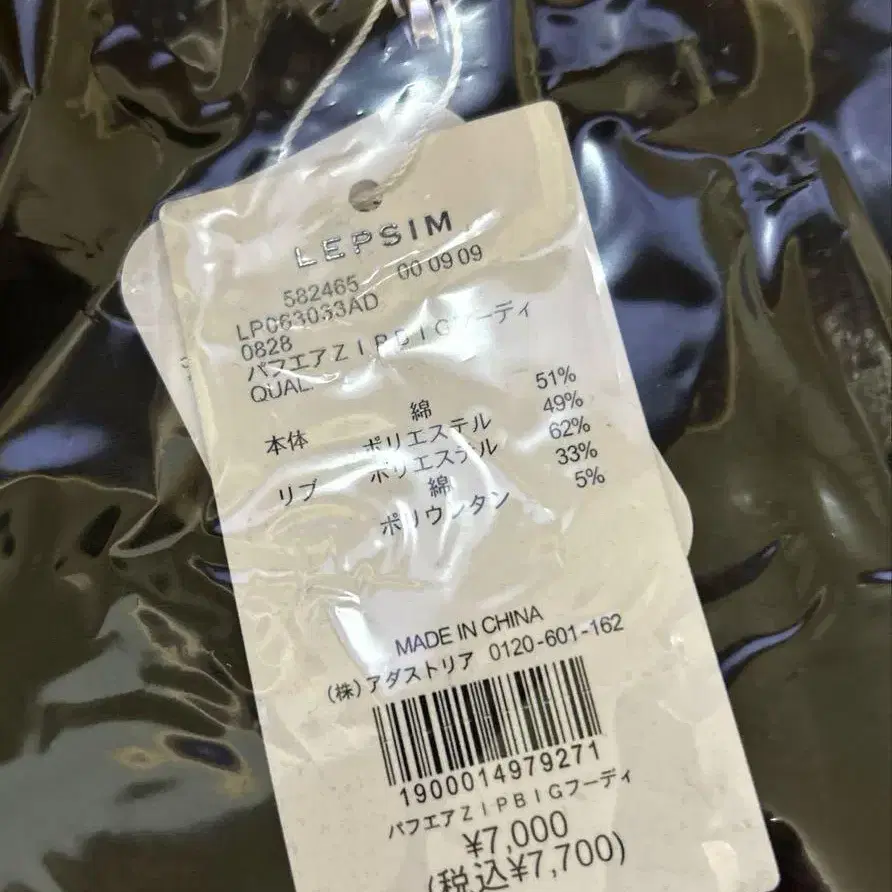 LEPSIM
582465 00 09 09
LP063033AD
0828
パフエアZIPBIGフーディ
QUAL.
本体 綿 51%
ポリエステル 49%
リブ ポリエステル 62%
綿 33%
ポリウレタン 5%
MADE IN CHINA
(株)アダストリア 0120-601-162
1900014979271
パフエアZIPBIGフーディ
¥7,000
(税込¥7,700)